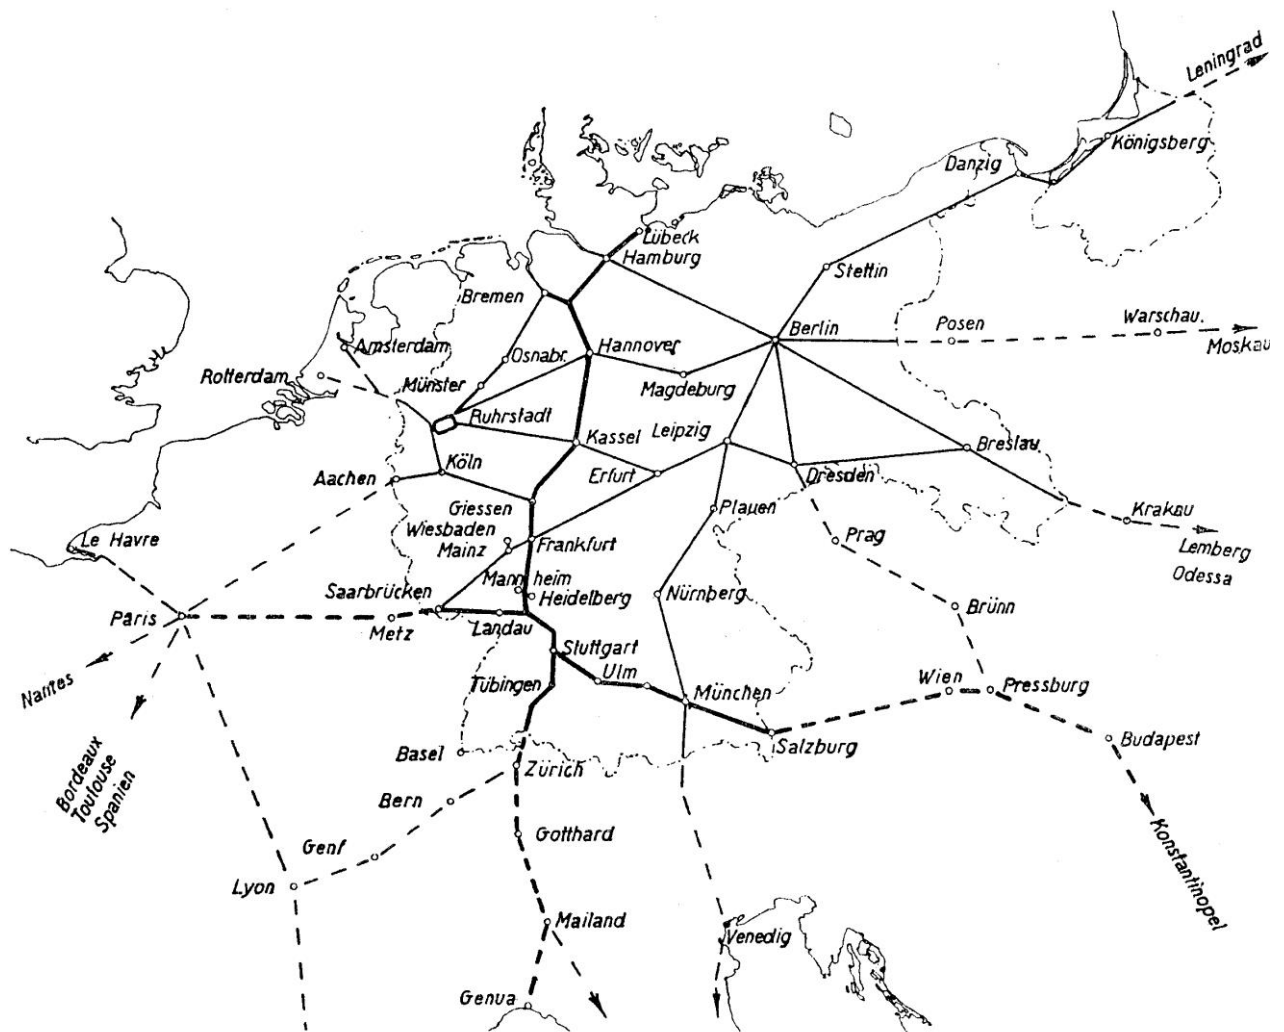 Leningrad
Königsberg
Danzig
Lübeck
Hamburg
Stettin
Bremen
Berlin
Posen
Warschau.
Moskau
Amsterdam
Osnabr.
Hannover
Rotterdam
Münster
Magdeburg
Ruhrstadt
Kassel
Leipzig
Breslau
Köln
Aachen
Erfurt
Dresden
Giessen
Plauen
Krakau
Wiesbaden
Le Havre
Mainz
Frankfurt
Prag
Lemberg
Odessa
Mannheim
Saarbrücken
Heidelberg
Nürnberg
Brünn
Paris
Metz
Landau
Stuttgart
Nantes
Tübingen
Ulm
München
Wien
Pressburg
Basel
Salzburg
Budapest
Zürich
Bordeaux
Toulouse
Spanien
Bern
Gotthard
Genf
Konstantinopel
Lyon
Mailand
Venedig
Genua